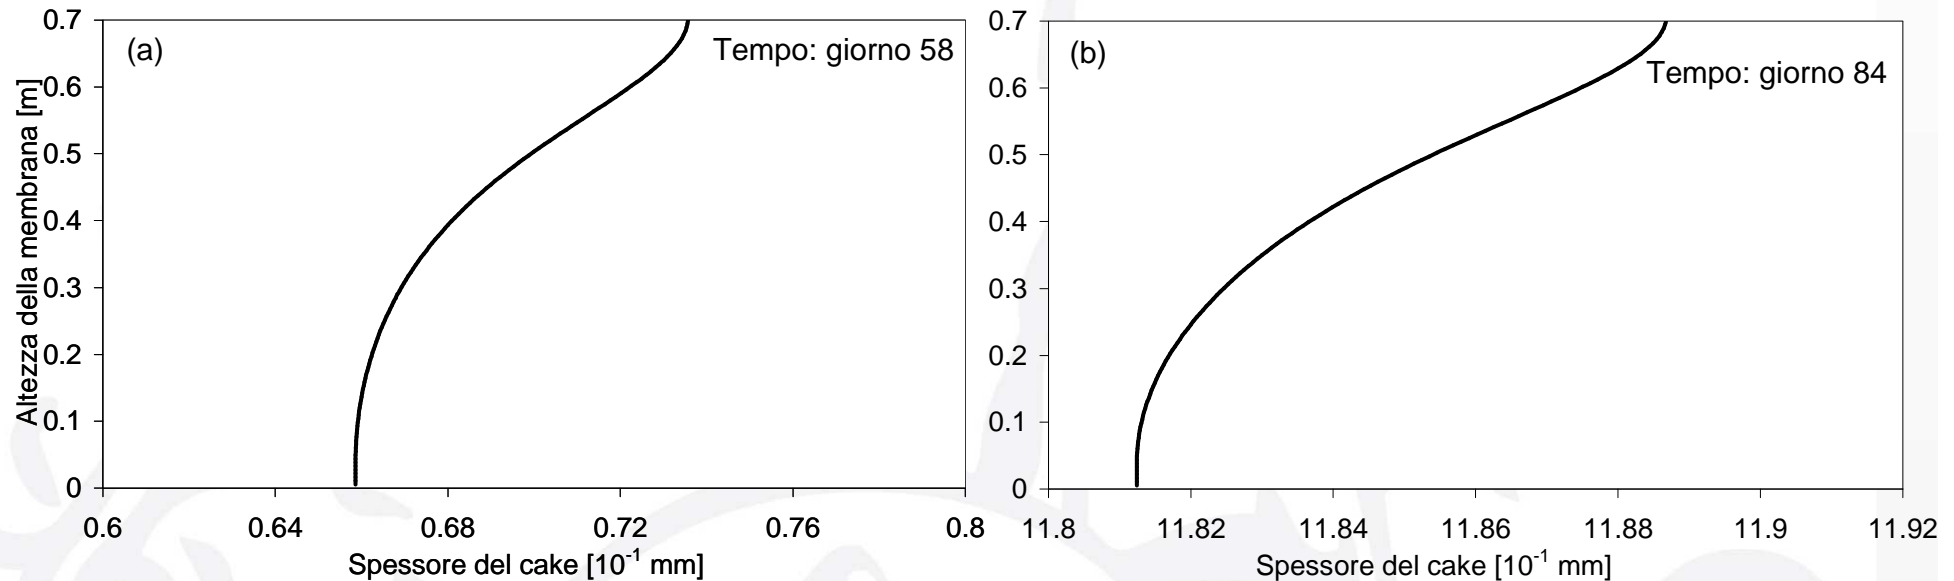 (a)
Tempo: giorno 58
Altezza della membrana [m]
0.7
0.6
0.5
0.4
0.3
0.2
0.1
0
0.6 0.64 0.68 0.72 0.76 0.8
Spessore del cake [10⁻¹ mm]
(b)
Tempo: giorno 84
0.7
0.6
0.5
0.4
0.3
0.2
0.1
0
11.8 11.82 11.84 11.86 11.88 11.9 11.92
Spessore del cake [10⁻¹ mm]